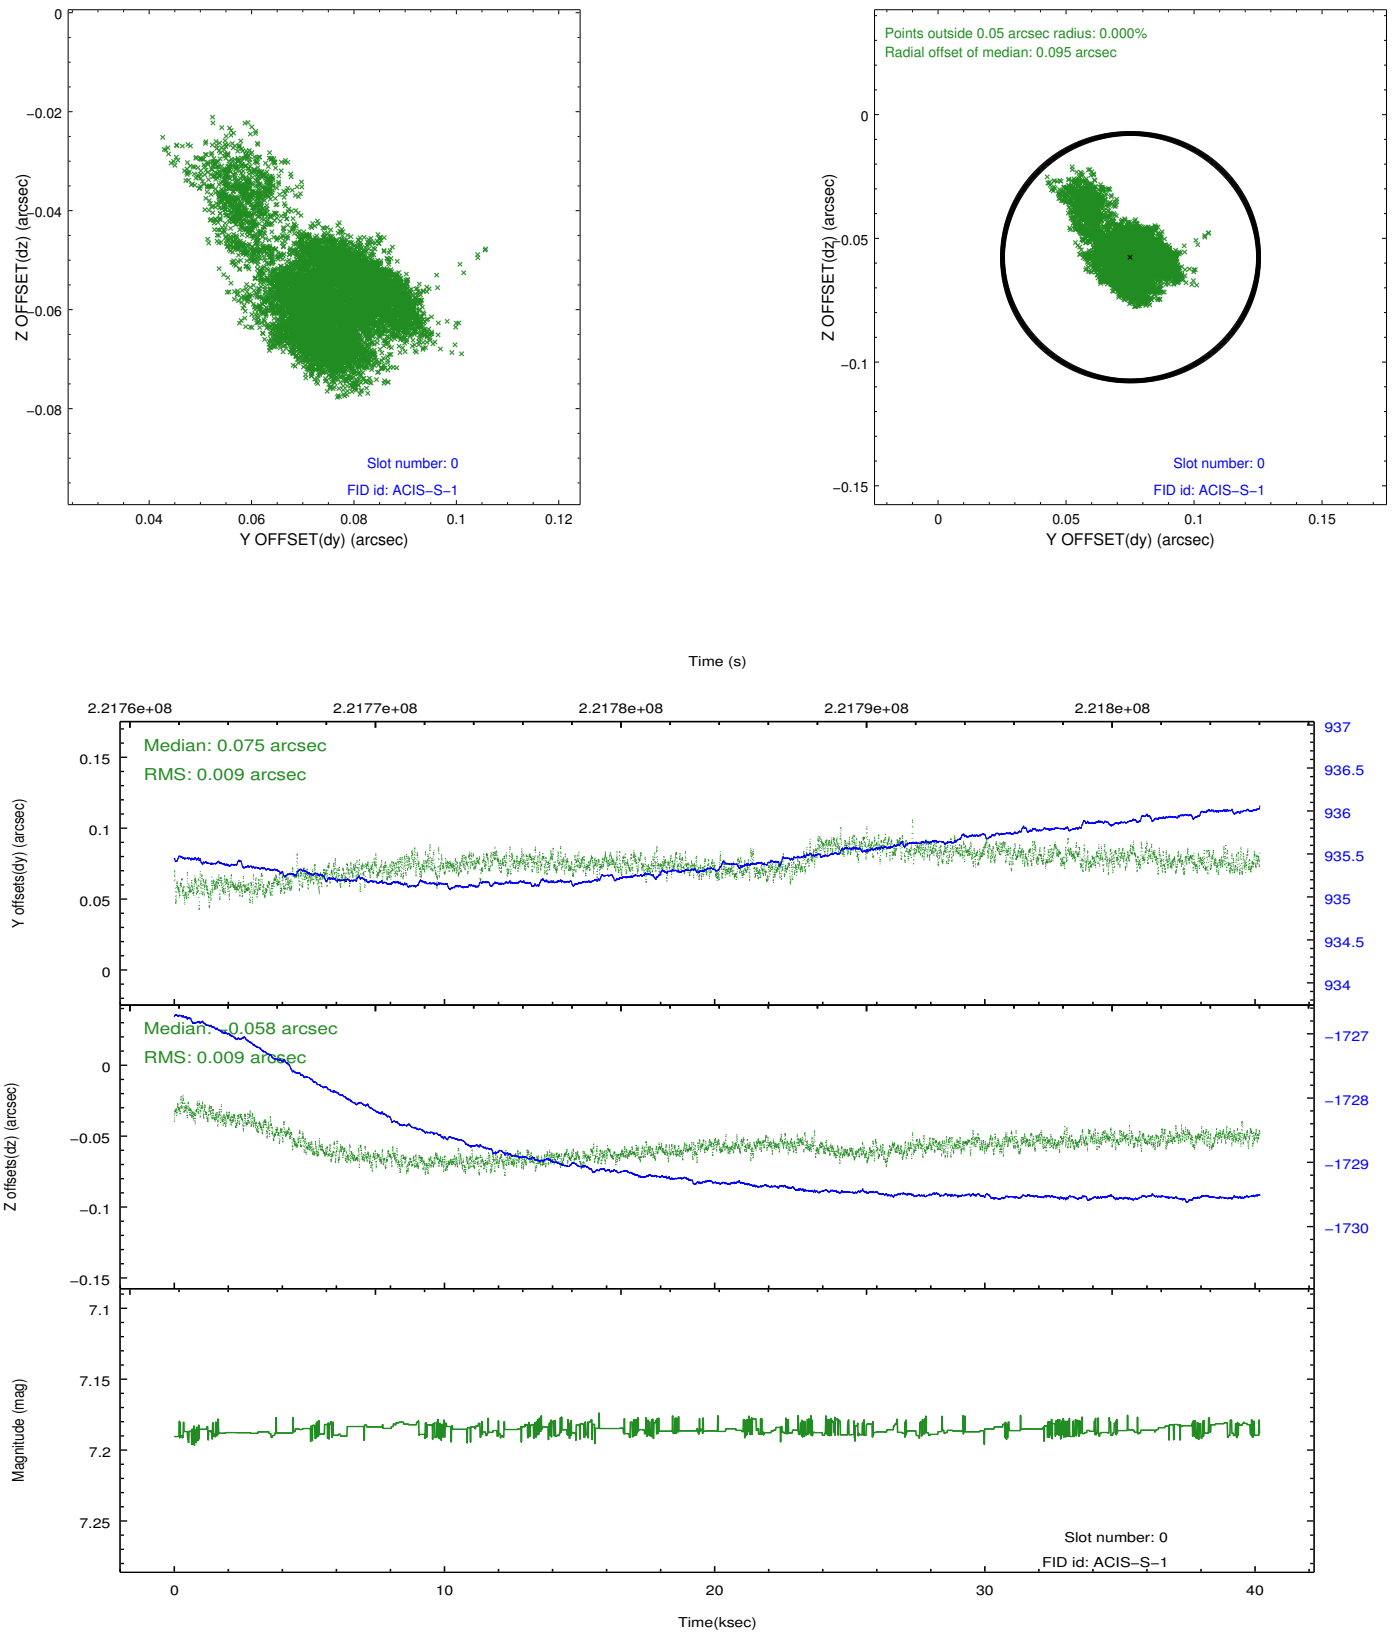 0
−0.02
−0.04
−0.06
−0.08
Z OFFSET(dz) (arcsec)
Slot number: 0
FID id: ACIS−S−1
0.04 0.06 0.08 0.1 0.12
Y OFFSET(dy) (arcsec)
Points outside 0.05 arcsec radius: 0.000%
Radial offset of median: 0.095 arcsec
0
−0.05
−0.1
−0.15
Z OFFSET(dz) (arcsec)
Slot number: 0
FID id: ACIS−S−1
0 0.05 0.1 0.15
Y OFFSET(dy) (arcsec)
Time (s)
2.2176e+08 2.2177e+08 2.2178e+08 2.2179e+08 2.218e+08
Median: 0.075 arcsec
RMS: 0.009 arcsec
0.15
0.1
0.05
0
Y offsets(dy) (arcsec)
937
936.5
936
935.5
935
934.5
934
Median: −0.058 arcsec
RMS: 0.009 arcsec
0
−0.05
−0.1
−0.15
Z offsets(dz) (arcsec)
−1727
−1728
−1729
−1730
7.1
7.15
7.2
7.25
Magnitude (mag)
Slot number: 0
FID id: ACIS−S−1
0 10 20 30 40
Time(ksec)